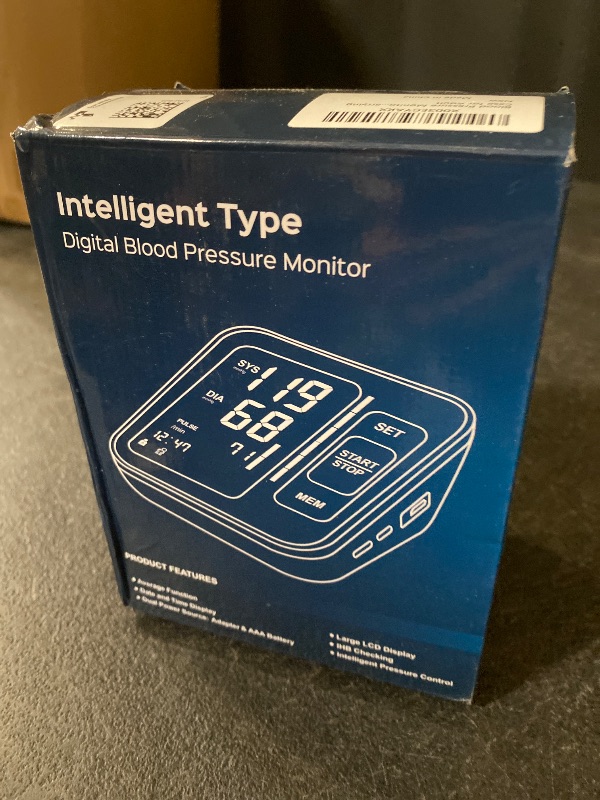 Intelligent Type
Digital Blood Pressure Monitor
SYS
119
DIA
68
PULSE
/min
71
12:47
SET
START
STOP
MEM
PRODUCT FEATURES
Average Function
Date and Time Display
Dual Power Source: Adapter & AAA Battery
Large LCD Display
IHB Checking
Intelligent Pressure Control